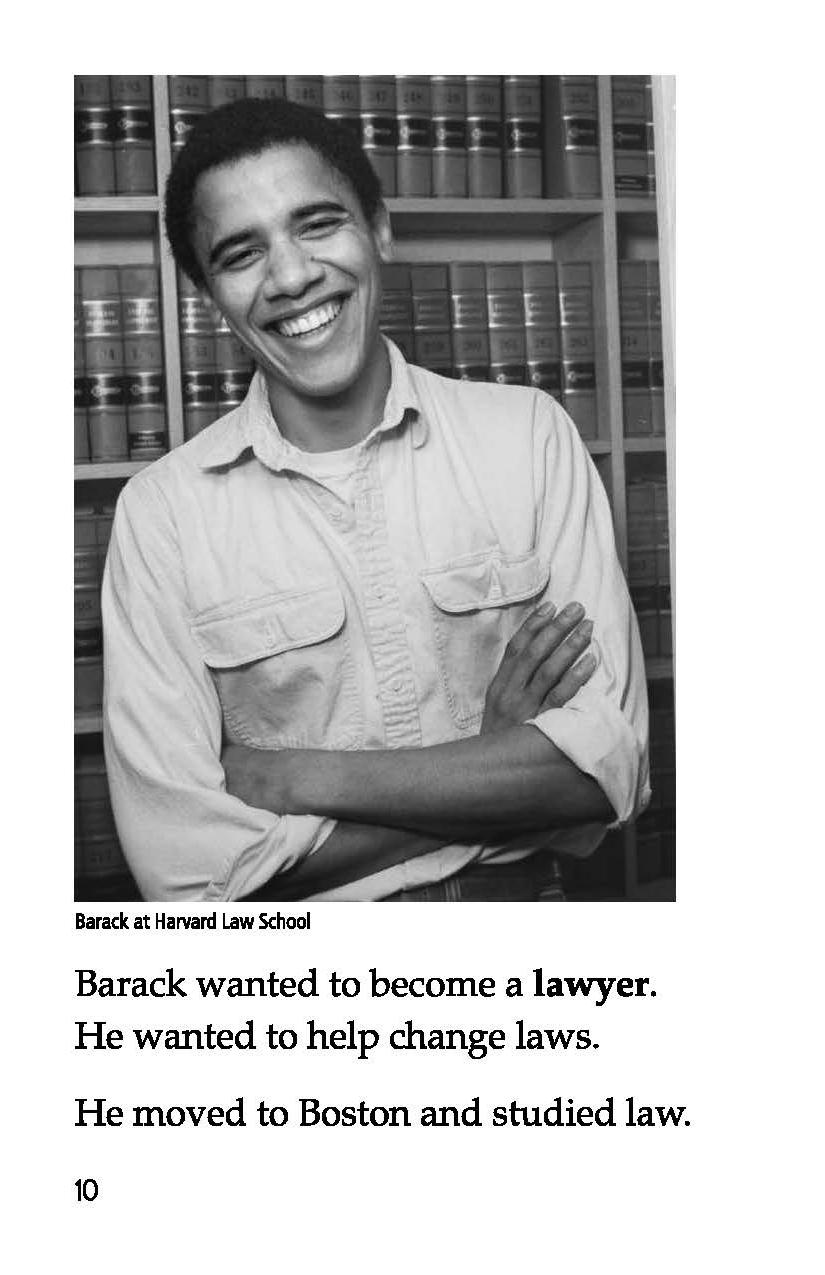 Barack at Harvard Law School
Barack wanted to become a lawyer.
He wanted to help change laws.
He moved to Boston and studied law.
10